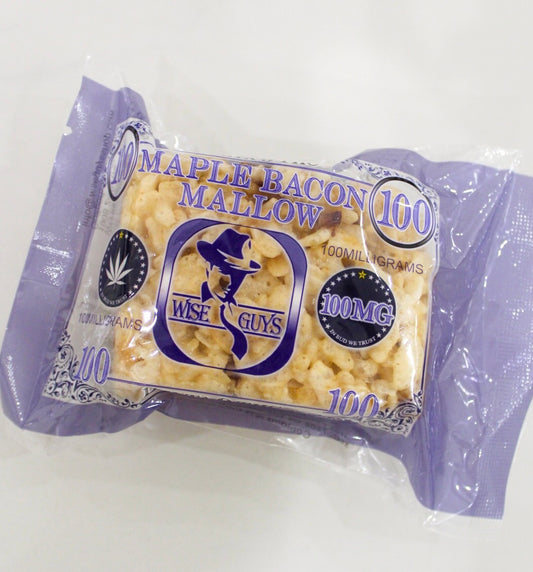 100
MAPLE BACON
MALLOW
100
100MILLIGRAMS
WISE GUYS
100MG
IN BUD WE TRUST
100MILLIGRAMS
100
100